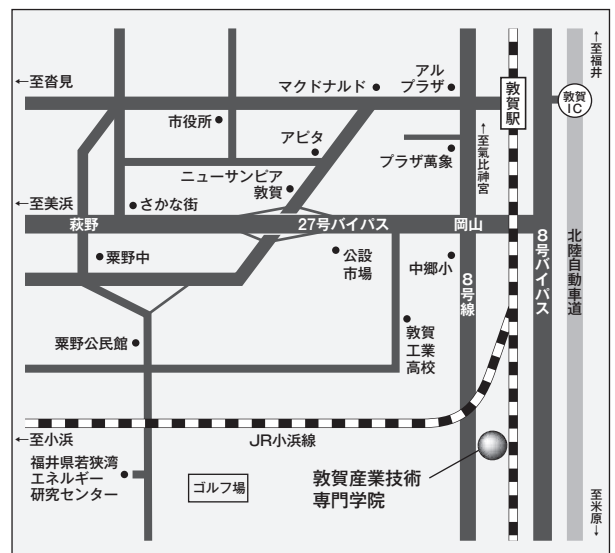 ←至沓見
マクドナルド
アル
プラザ
敦賀駅
敦賀
IC
←至福井
市役所
アピタ
ニューサンピア
敦賀
プラザ萬象
←至氣比神宮
←至美浜
さかな街
萩野
27号バイパス
岡山
粟野中
公設
市場
中郷小
8号線
8号バイパス
北陸自動車道
粟野公民館
敦賀
工業
高校
←至小浜
JR小浜線
福井県若狭湾
エネルギー
研究センター
ゴルフ場
敦賀産業技術
専門学院
至米原→